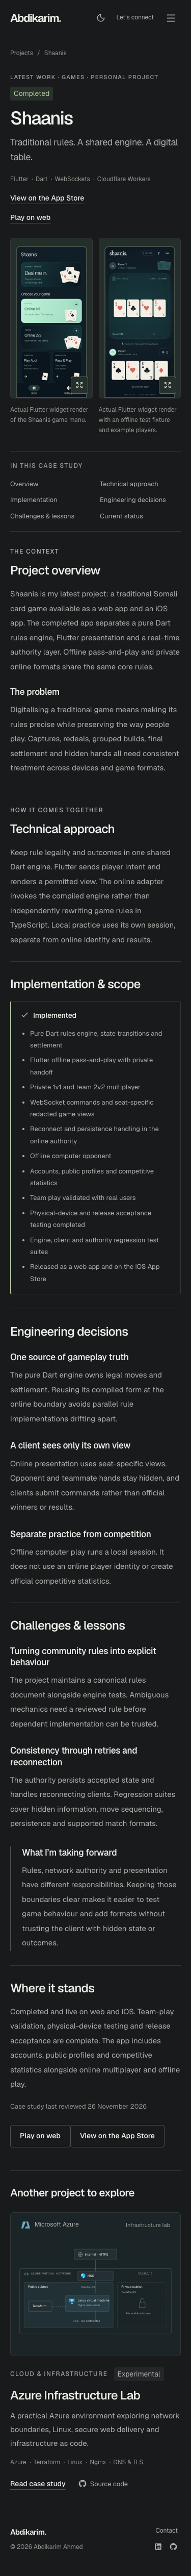 Abdikarim.
Let's connect
Projects / Shaanis
LATEST WORK · GAMES · PERSONAL PROJECT
Completed
Shaanis
Traditional rules. A shared engine. A digital
table.
Flutter · Dart · WebSockets · Cloudflare Workers
View on the App Store
Play on web
Shaanis
Deal me in.
Choose your game
Online 1v1
Actual Flutter widget render
of the Shaanis game menu.
shaanis.
Actual Flutter widget render
with an offline test fixture
and example players.
IN THIS CASE STUDY
Overview
Technical approach
Implementation
Engineering decisions
Challenges & lessons
Current status
THE CONTEXT
Project overview
Shaanis is my latest project: a traditional Somali
card game available as a web app and an iOS
app. The completed app separates a pure Dart
rules engine, Flutter presentation and a real-time
authority layer. Offline pass-and-play and private
online formats share the same core rules.
The problem
Digitalising a traditional game means making its
rules precise while preserving the way people
play. Captures, redeals, grouped builds, final
settlement and hidden hands all need consistent
treatment across devices and game formats.
HOW IT COMES TOGETHER
Technical approach
Keep rule legality and outcomes in one shared
Dart engine. Flutter sends player intent and
renders a permitted view. The online adapter
invokes the compiled engine rather than
independently rewriting game rules in
TypeScript. Local practice uses its own session,
separate from online identity and results.
Implementation & scope
Implemented
• Pure Dart rules engine, state transitions and
settlement
• Flutter offline pass-and-play with private
handoff
• Private 1v1 and team 2v2 multiplayer
• WebSocket commands and seat-specific
redacted game views
• Reconnect and persistence handling in the
online authority
• Offline computer opponent
• Accounts, public profiles and competitive
statistics
• Team play validated with real users
• Physical-device and release acceptance
testing completed
• Engine, client and authority regression test
suites
• Released as a web app and on the iOS App
Store
Engineering decisions
One source of gameplay truth
The pure Dart engine owns legal moves and
settlement. Reusing its compiled form at the
online boundary avoids parallel rule
implementations drifting apart.
A client sees only its own view
Online presentation uses seat-specific views.
Opponent and teammate hands stay hidden, and
clients submit commands rather than official
winners or results.
Separate practice from competition
Offline computer play runs a local session. It
does not use an online player identity or create
official competitive statistics.
Challenges & lessons
Turning community rules into explicit
behaviour
The project maintains a canonical rules
document alongside engine tests. Ambiguous
mechanics need a reviewed rule before
dependent implementation can be trusted.
Consistency through retries and
reconnection
The authority persists accepted state and
handles reconnecting clients. Regression suites
cover hidden information, move sequencing,
persistence and supported match formats.
What I'm taking forward
Rules, network authority and presentation
have different responsibilities. Keeping those
boundaries clear makes it easier to test
game behaviour and add formats without
trusting the client with hidden state or
outcomes.
Where it stands
Completed and live on web and iOS. Team-play
validation, physical-device testing and release
acceptance are complete. The app includes
accounts, public profiles and competitive
statistics alongside online multiplayer and offline
play.
Case study last reviewed 26 November 2026
Play on web
View on the App Store
Another project to explore
Microsoft Azure
Infrastructure lab
CLOUD & INFRASTRUCTURE
Experimental
Azure Infrastructure Lab
A practical Azure environment exploring network
boundaries, Linux, secure web delivery and
infrastructure as code.
Azure · Terraform · Linux · Nginx · DNS & TLS
Read case study
Source code
Abdikarim.
Contact
© 2026 Abdikarim Ahmed